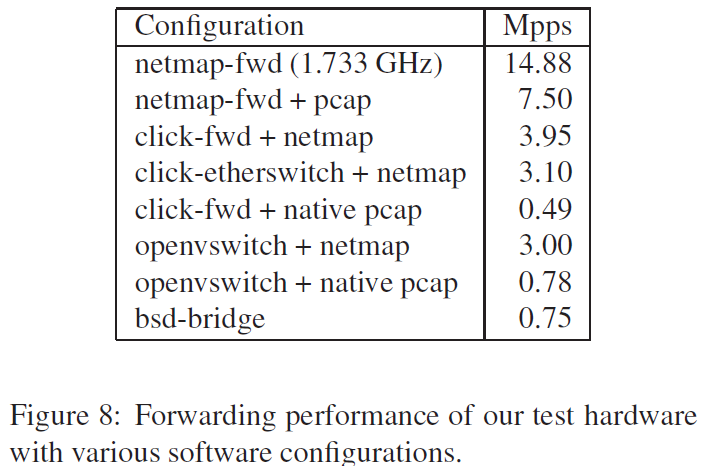 Configuration Mpps
netmap-fwd (1.733 GHz) 14.88
netmap-fwd + pcap 7.50
click-fwd + netmap 3.95
click-etherswitch + netmap 3.10
click-fwd + native pcap 0.49
openvswitch + netmap 3.00
openvswitch + native pcap 0.78
bsd-bridge 0.75
Figure 8: Forwarding performance of our test hardware
with various software configurations.